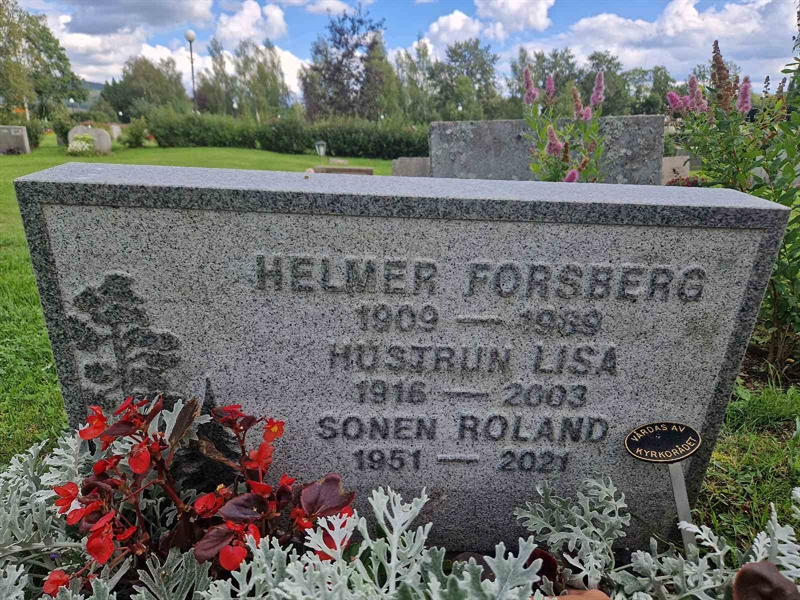 HELMER FORSBERG
1909 — 1989
HUSTRUN LISA
1916 — 2003
SONEN ROLAND
1951 — 2021
VÅRDAS AV
KYRKORÅDET